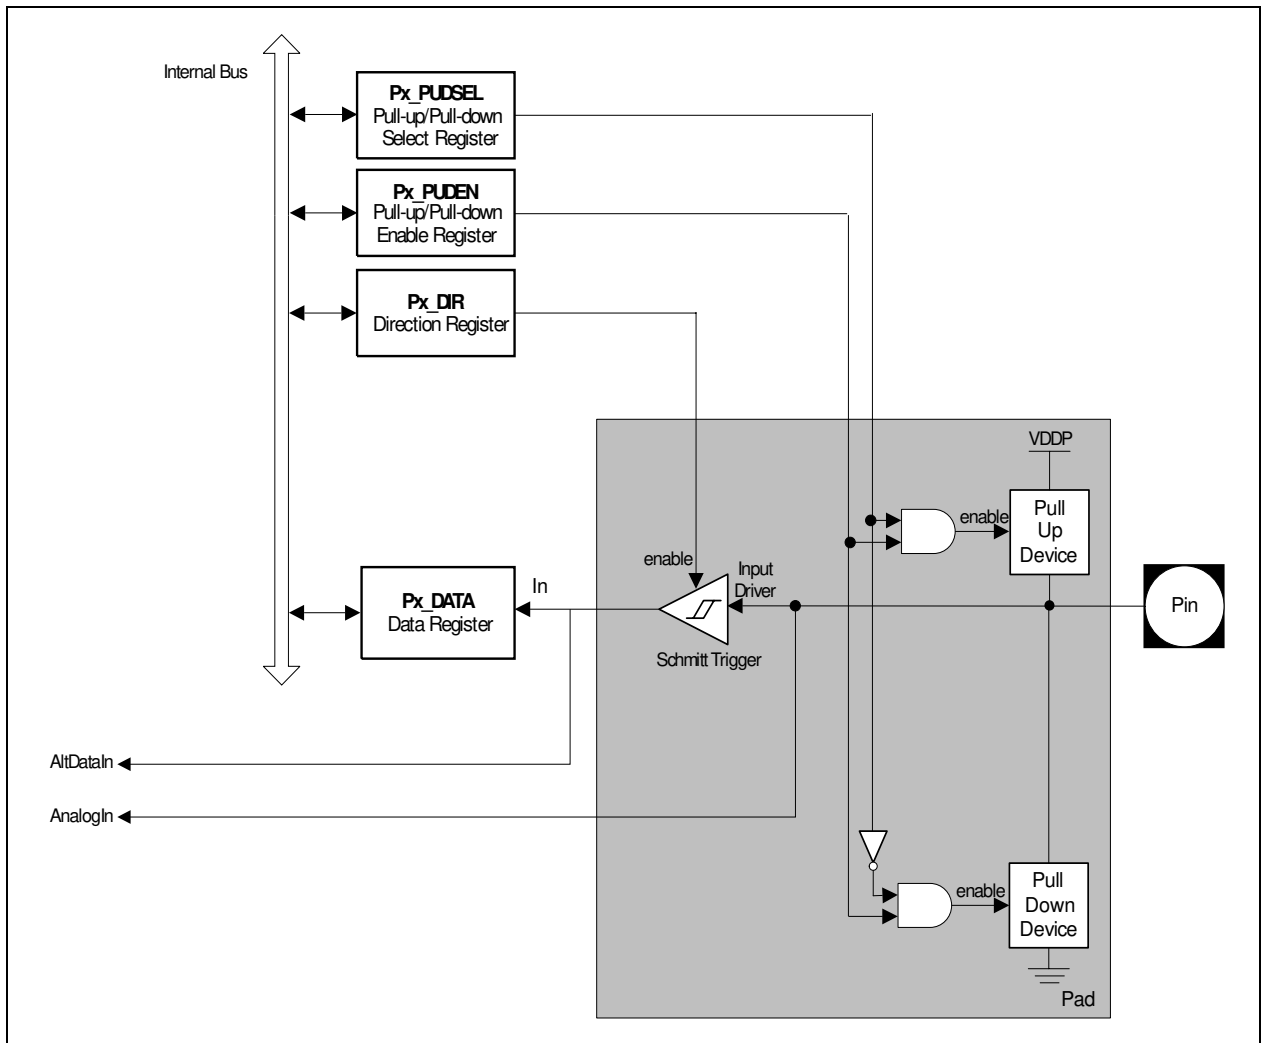 Internal Bus
Px_PUDSEL
Pull-up/Pull-down
Select Register
Px_PUDEN
Pull-up/Pull-down
Enable Register
Px_DIR
Direction Register
VDDP
Pull
Up
Device
enable
enable
Input
Driver
In
Px_DATA
Data Register
Schmitt Trigger
Pin
AltDataIn
AnalogIn
enable
Pull
Down
Device
Pad